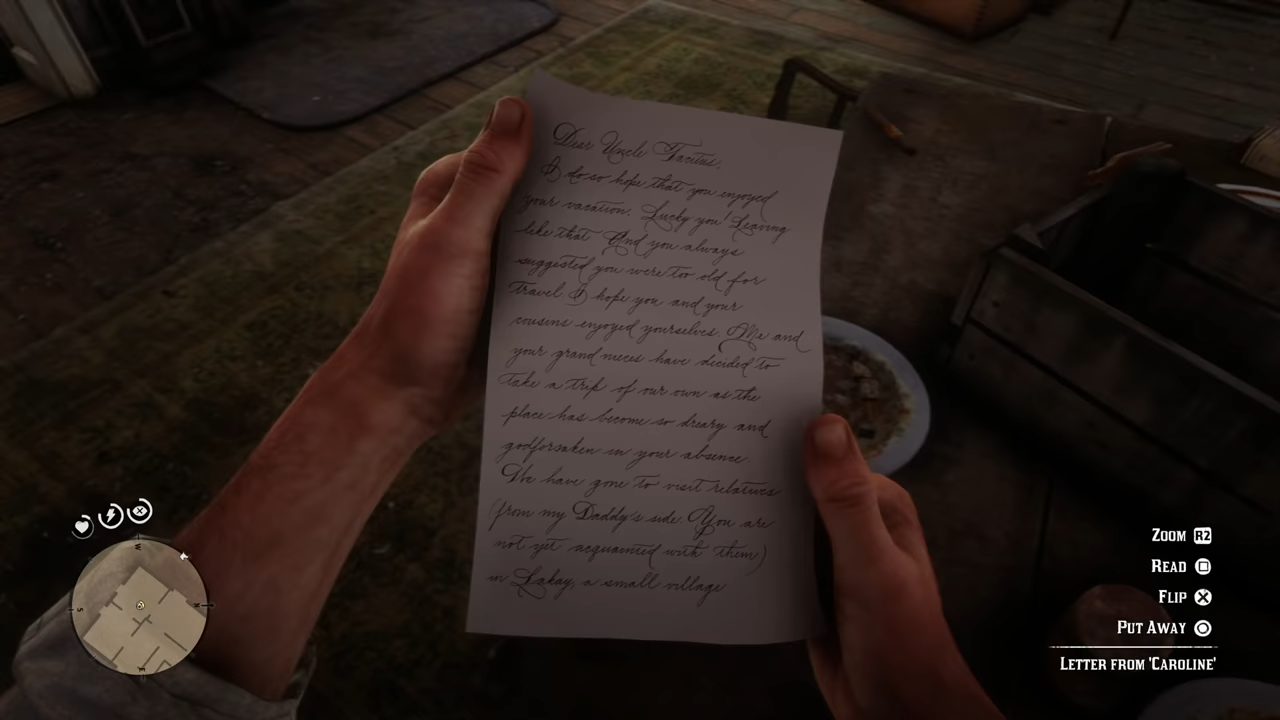 Dear Uncle Tacitus,
I do so hope that you enjoyed
your vacation. Lucky you! Leaving
like that. And you always
suggested you were too old for
travel. I hope you and your
cousins enjoyed yourselves. Me and
your grand nieces have decided to
take a trip of our own as the
place has become so dreary and
godforsaken in your absence.
We have gone to visit relatives
(from my Daddy's side. You are
not yet acquainted with them)
in Lakay, a small village
ZOOM R2
READ
FLIP
PUT AWAY
LETTER FROM 'CAROLINE'